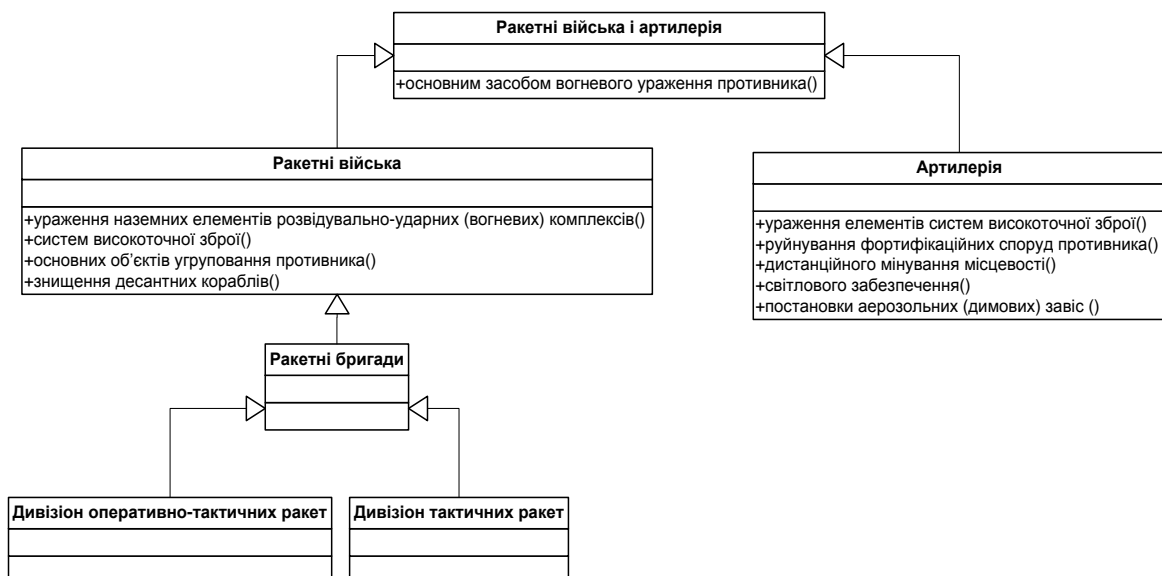 Ракетні війська і артилерія
+основним засобом вогневого ураження противника()
Ракетні війська
+ураження наземних елементів розвідувально-ударних (вогневих) комплексів()
+систем високоточної зброї()
+основних об’єктів угруповання противника()
+знищення десантних кораблів()
Артилерія
+ураження елементів систем високоточної зброї()
+руйнування фортифікаційних споруд противника()
+дистанційного мінування місцевості()
+світлового забезпечення()
+постановки аерозольних (димових) завіс ()
Ракетні бригади
Дивізіон оперативно-тактичних ракет
Дивізіон тактичних ракет